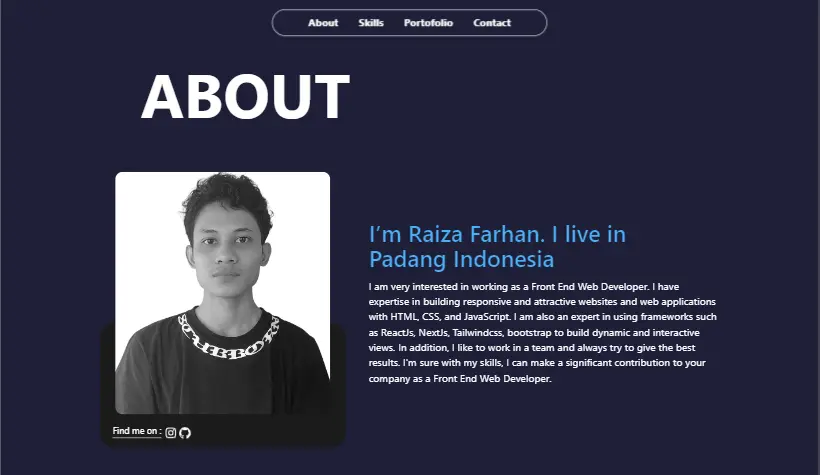 About Skills Portofolio Contact
ABOUT
I'm Raiza Farhan. I live in
Padang Indonesia
I am very interested in working as a Front End Web Developer. I have
expertise in building responsive and attractive websites and web applications
with HTML, CSS, and JavaScript. I am also an expert in using frameworks such
as ReactJs, NextJs, Tailwindcss, bootstrap to build dynamic and interactive
views. In addition, I like to work in a team and always try to give the best
results. I'm sure with my skills, I can make a significant contribution to your
company as a Front End Web Developer.
Find me on :